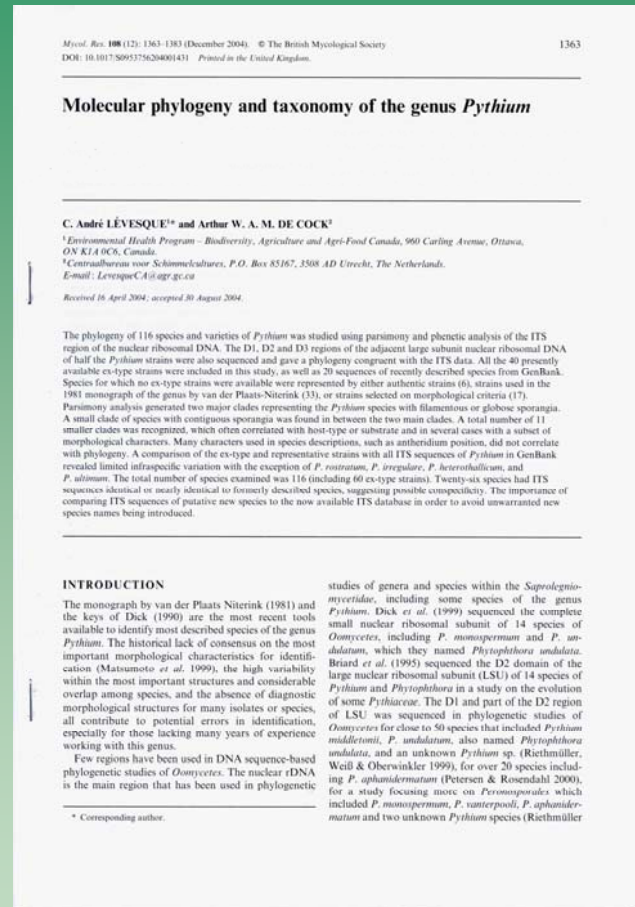 Mycol. Res. 108 (12): 1363–1383 (December 2004). © The British Mycological Society
1363
DOI: 10.1017/S0953756204001431 Printed in the United Kingdom.
Molecular phylogeny and taxonomy of the genus Pythium
C. André LÉVESQUE¹* and Arthur W. A. M. DE COCK²
¹ Environmental Health Program – Biodiversity, Agriculture and Agri-Food Canada, 960 Carling Avenue, Ottawa,
ON K1A 0C6, Canada.
² Centraalbureau voor Schimmelcultures, P.O. Box 85167, 3508 AD Utrecht, The Netherlands.
E-mail : LevesqueCA@agr.gc.ca
Received 16 April 2004; accepted 30 August 2004.
The phylogeny of 116 species and varieties of Pythium was studied using parsimony and phenetic analysis of the ITS
region of the nuclear ribosomal DNA. The D1, D2 and D3 regions of the adjacent large subunit nuclear ribosomal DNA
of half the Pythium strains were also sequenced and gave a phylogeny congruent with the ITS data. All the 40 presently
available ex-type strains were included in this study, as well as 20 sequences of recently described species from GenBank.
Species for which no ex-type strains were available were represented by either authentic strains (6), strains used in the
1981 monograph of the genus by van der Plaats-Niterink (33), or strains selected on morphological criteria (17).
Parsimony analysis generated two major clades representing the Pythium species with filamentous or globose sporangia.
A small clade of species with contiguous sporangia was found in between the two main clades. A total number of 11
smaller clades was recognized, which often correlated with host-type or substrate and in several cases with a subset of
morphological characters. Many characters used in species descriptions, such as antheridium position, did not correlate
with phylogeny. A comparison of the ex-type and representative strains with all ITS sequences of Pythium in GenBank
revealed limited infraspecific variation with the exception of P. rostratum, P. irregulare, P. heterothallicum, and
P. ultimum. The total number of species examined was 116 (including 60 ex-type strains). Twenty-six species had ITS
sequences identical or nearly identical to formerly described species, suggesting possible conspecificity. The importance of
comparing ITS sequences of putative new species to the now available ITS database in order to avoid unwarranted new
species names being introduced.
INTRODUCTION
The monograph by van der Plaats Niterink (1981) and
the keys of Dick (1990) are the most recent tools
available to identify most described species of the genus
Pythium. The historical lack of consensus on the most
important morphological characteristics for identifi-
cation (Matsumoto et al. 1999), the high variability
within the most important structures and considerable
overlap among species, and the absence of diagnostic
morphological structures for many isolates or species,
all contribute to potential errors in identification,
especially for those lacking many years of experience
working with this genus.
Few regions have been used in DNA sequence-based
phylogenetic studies of Oomycetes. The nuclear rDNA
is the main region that has been used in phylogenetic
* Corresponding author.
studies of genera and species within the Saprolegnio-
mycetidae, including some species of the genus
Pythium. Dick et al. (1999) sequenced the complete
small nuclear ribosomal subunit of 14 species of
Oomycetes, including P. monospermum and P. un-
dulatum, which they named Phytophthora undulata.
Briard et al. (1995) sequenced the D2 domain of the
large nuclear ribosomal subunit (LSU) of 14 species of
Pythium and Phytophthora in a study on the evolution
of some Pythiaceae. The D1 and part of the D2 region
of LSU was sequenced in phylogenetic studies of
Oomycetes for close to 50 species that included Pythium
middletonii, P. undulatum, also named Phytophthora
undulata, and an unknown Pythium sp. (Riethmüller,
Weiß & Oberwinkler 1999), for over 20 species includ-
ing P. aphanidermatum (Petersen & Rosendahl 2000),
for a study focusing more on Peronosporales which
included P. monospermum, P. vanterpooli, P. aphanider-
matum and two unknown Pythium species (Riethmüller